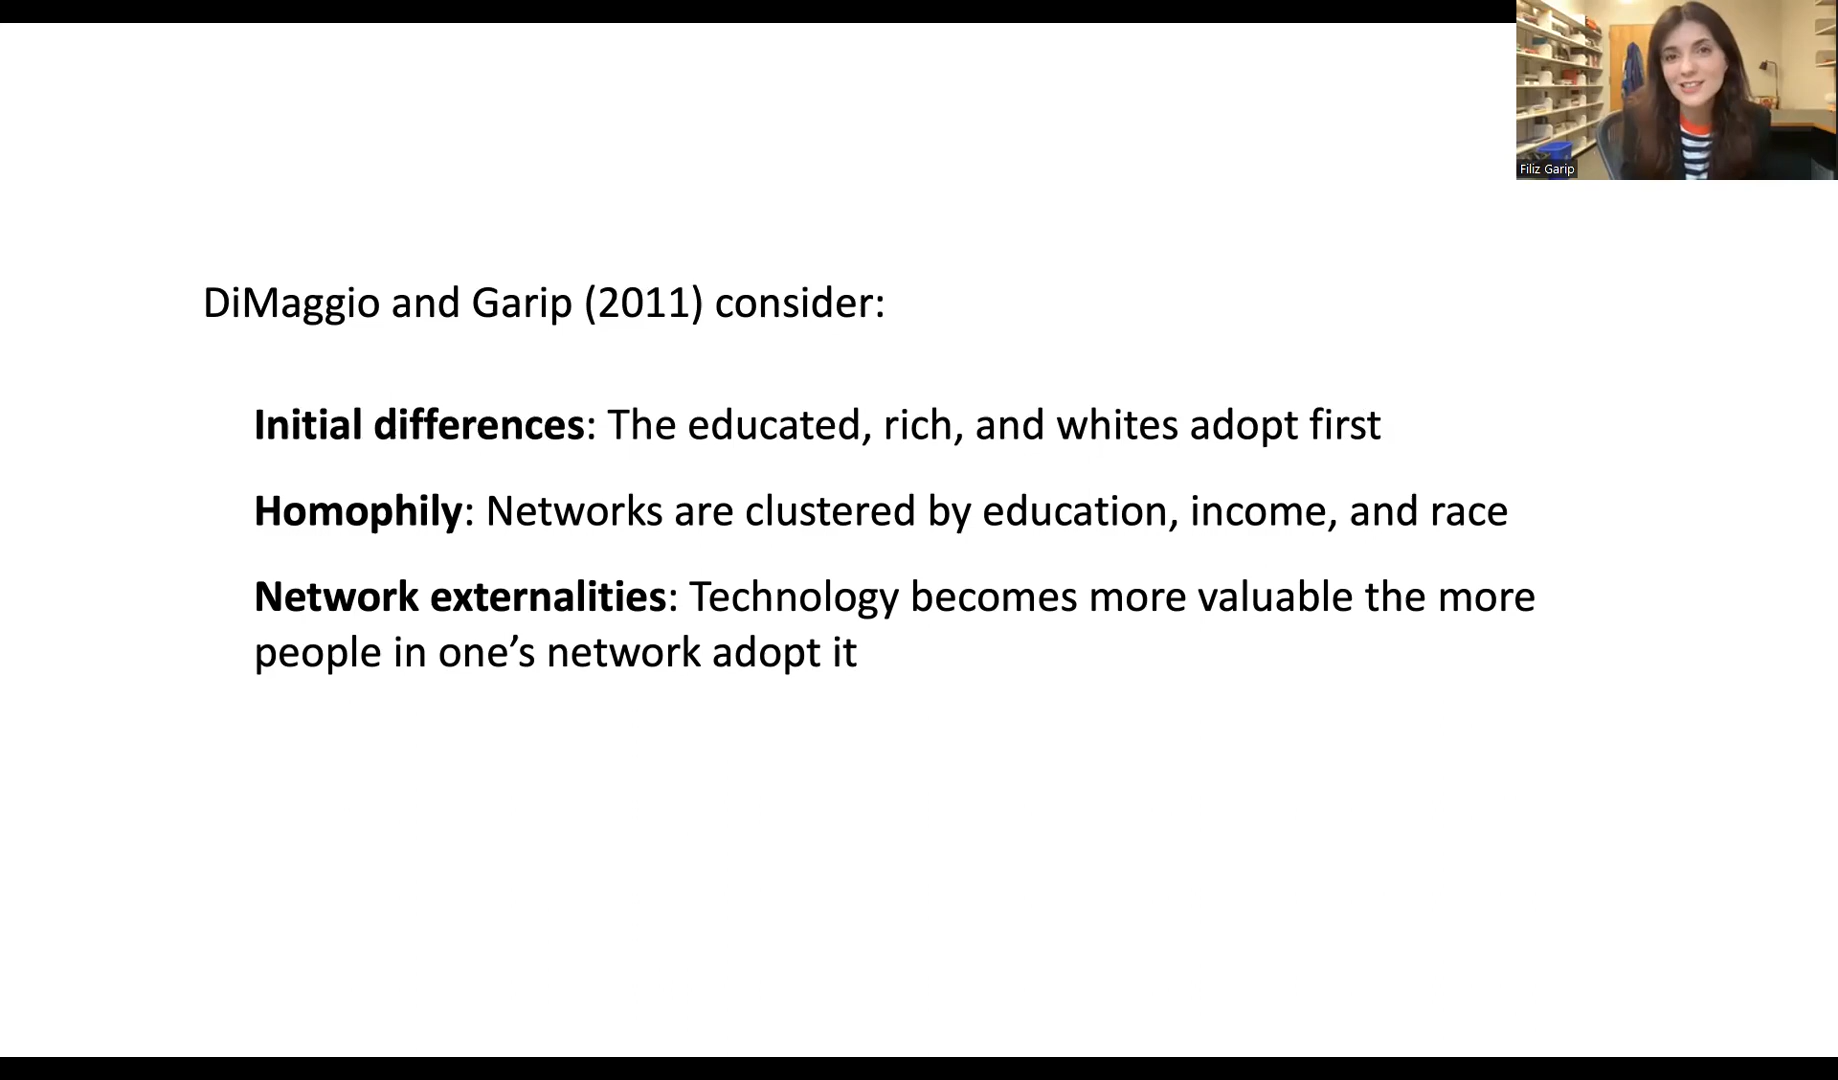 Filiz Garip
DiMaggio and Garip (2011) consider:
Initial differences: The educated, rich, and whites adopt first
Homophily: Networks are clustered by education, income, and race
Network externalities: Technology becomes more valuable the more
people in one’s network adopt it